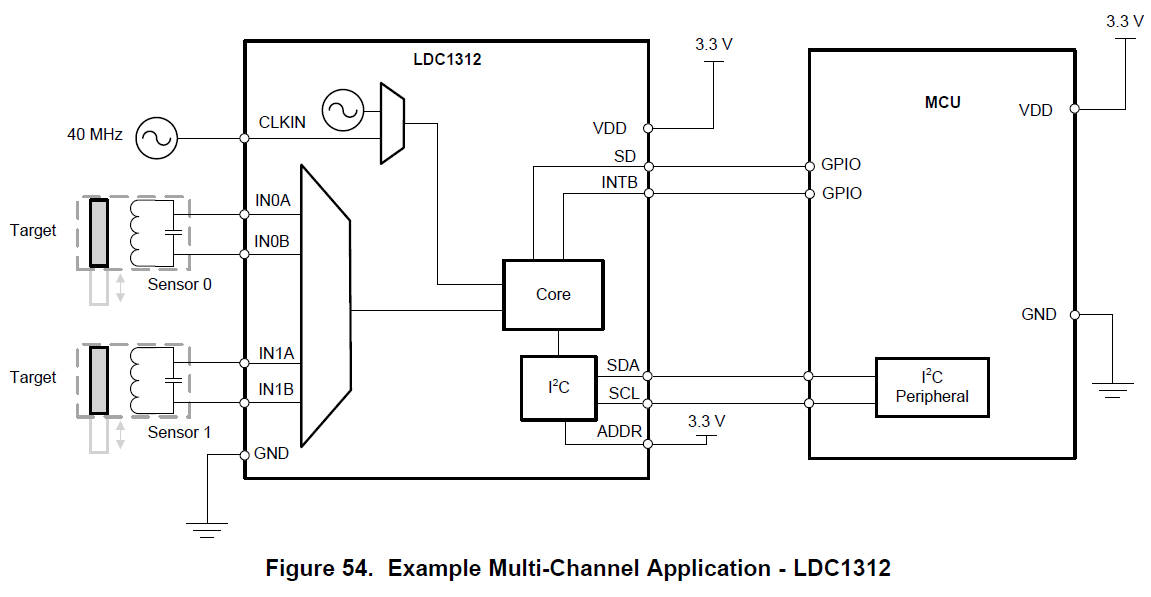 3.3 V
3.3 V
LDC1312
MCU
40 MHz
CLKIN
VDD
VDD
SD
GPIO
INTB
GPIO
Target
IN0A
IN0B
Sensor 0
Core
GND
Target
IN1A
IN1B
Sensor 1
I²C
SDA
SCL
I²C
Peripheral
ADDR
3.3 V
GND
Figure 54. Example Multi-Channel Application - LDC1312